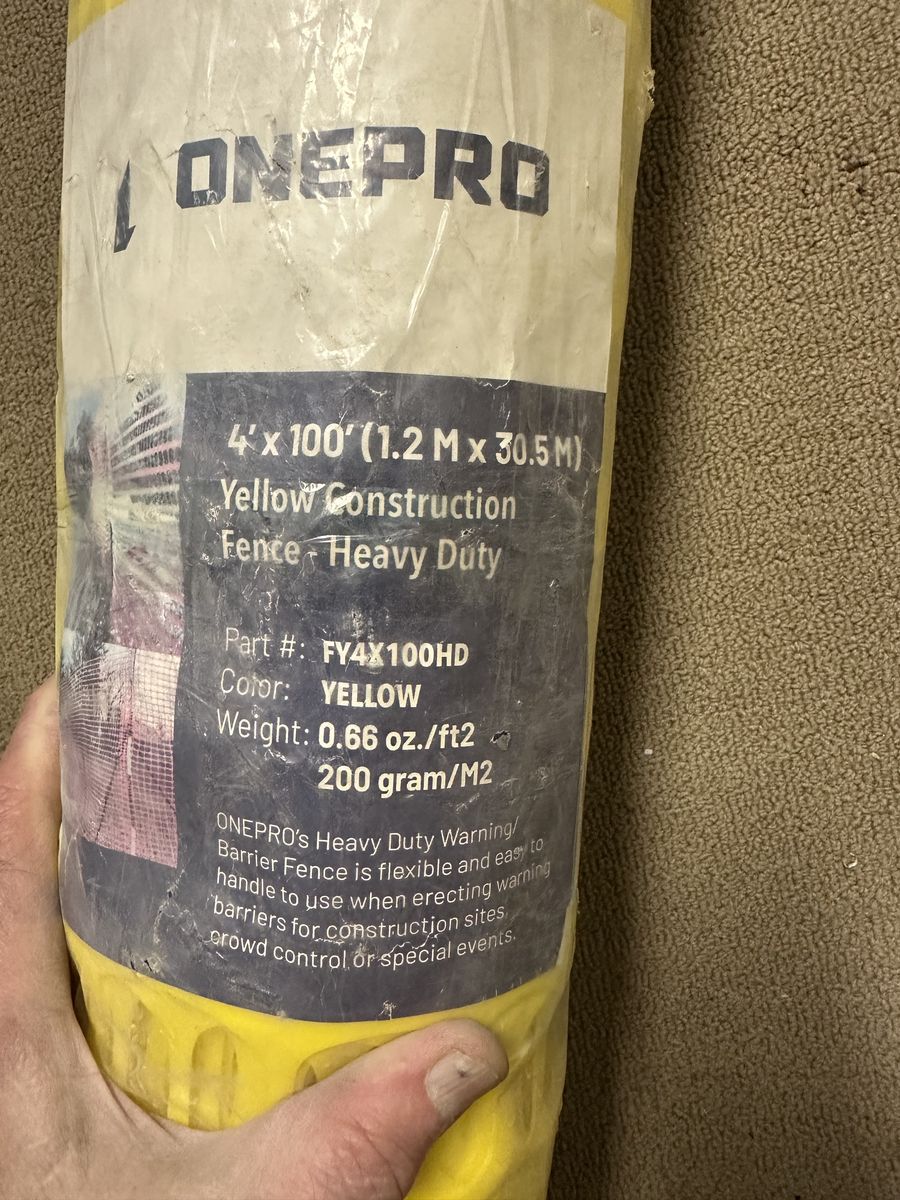 ONEPRO
4' x 100' (1.2 M x 30.5 M)
Yellow Construction
Fence - Heavy Duty
Part #: FY4X100HD
Color: YELLOW
Weight: 0.66 oz./ft2
200 gram/M2
ONEPRO's Heavy Duty Warning/
Barrier Fence is flexible and easy to
handle to use when erecting warning
barriers for construction sites,
crowd control or special events.